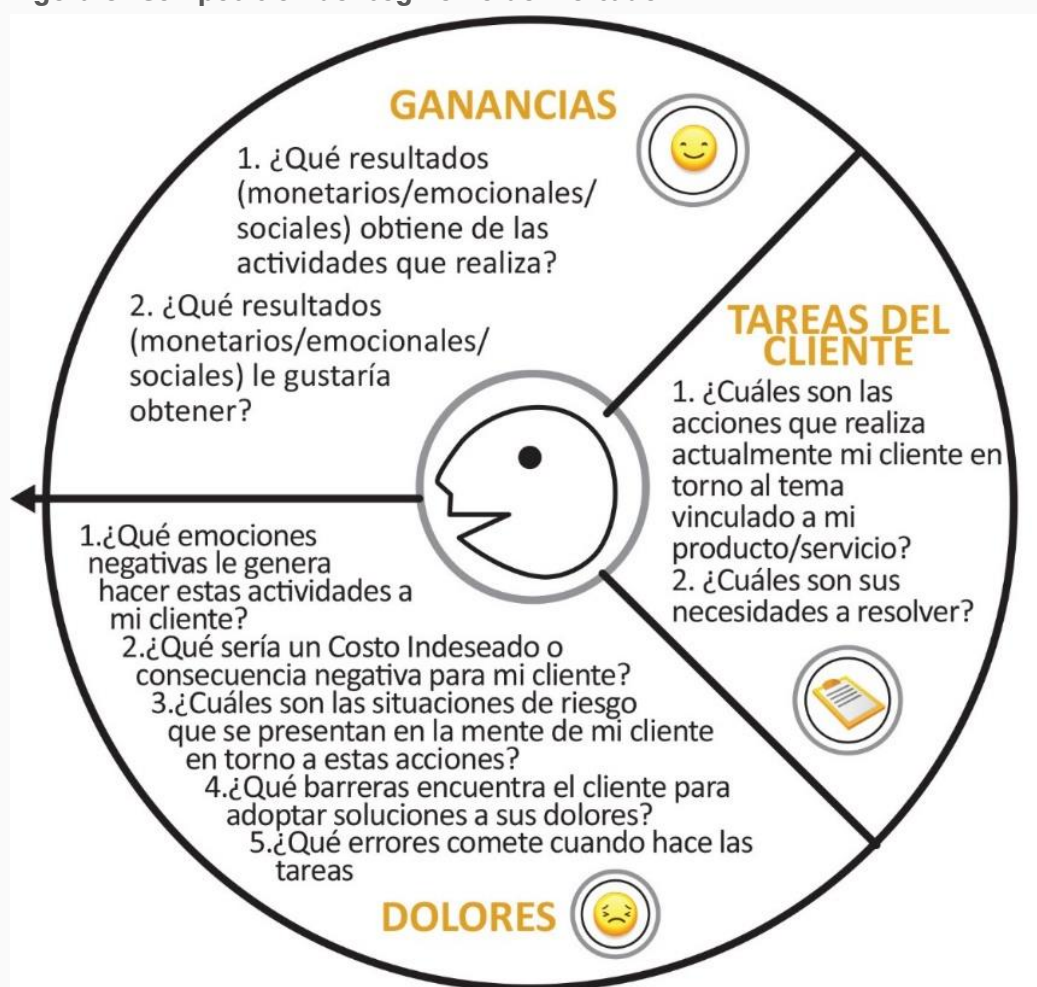 GANANCIAS
1. ¿Qué resultados
(monetarios/emocionales/
sociales) obtiene de las
actividades que realiza?
2. ¿Qué resultados
(monetarios/emocionales/
sociales) le gustaría
obtener?
TAREAS DEL
CLIENTE
1. ¿Cuáles son las
acciones que realiza
actualmente mi cliente en
torno al tema
vinculado a mi
producto/servicio?
2. ¿Cuáles son sus
necesidades a resolver?
1.¿Qué emociones
negativas le genera
hacer estas actividades a
mi cliente?
2.¿Qué sería un Costo Indeseado o
consecuencia negativa para mi cliente?
3.¿Cuáles son las situaciones de riesgo
que se presentan en la mente de mi cliente
en torno a estas acciones?
4.¿Qué barreras encuentra el cliente para
adoptar soluciones a sus dolores?
5.¿Qué errores comete cuando hace las
tareas
DOLORES